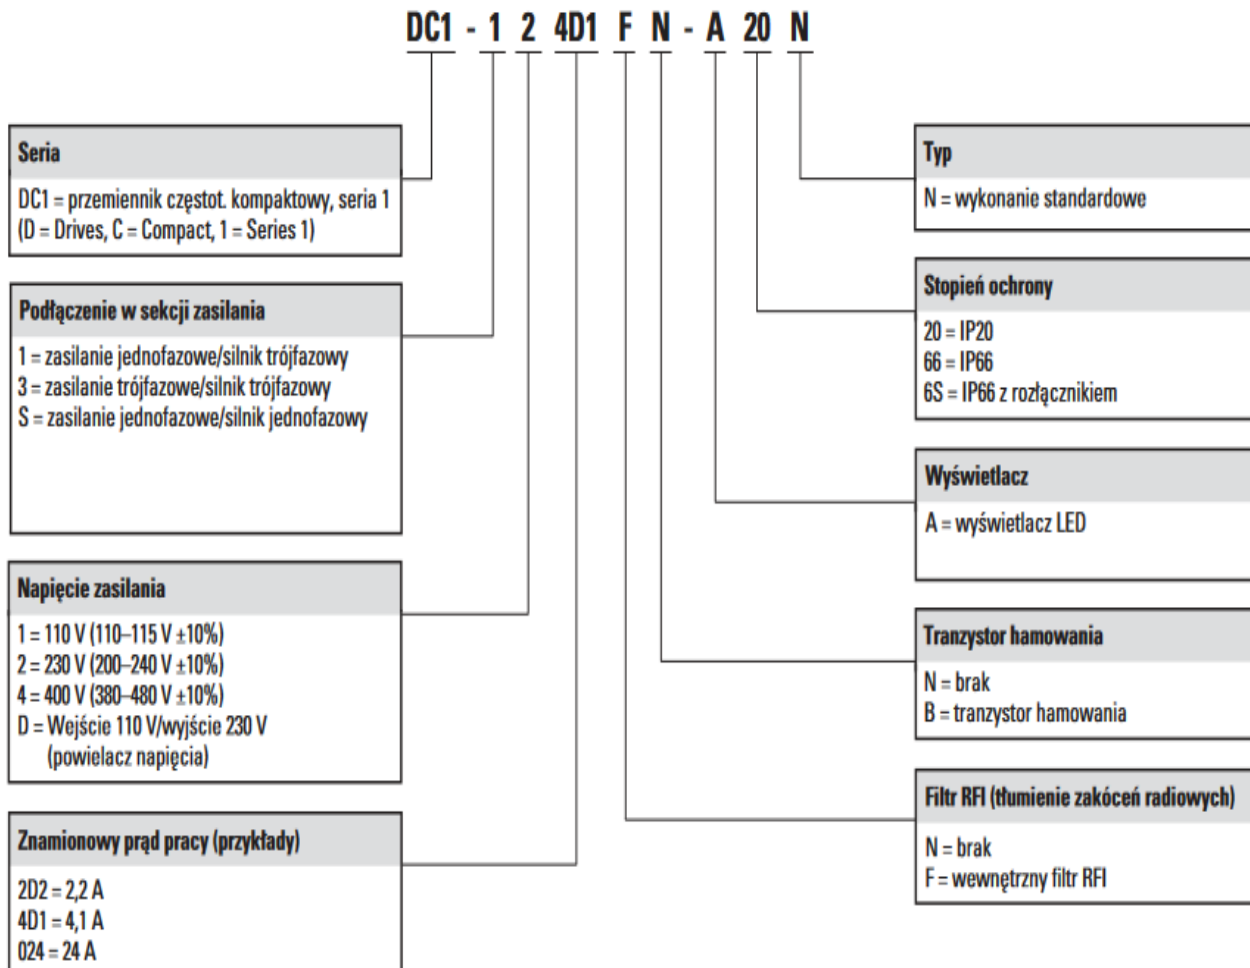 DC1 - 1 2 4D1 F N - A 20 N
Seria
DC1 = przemiennik częstot. kompaktowy, seria 1
(D = Drives, C = Compact, 1 = Series 1)
Podłączenie w sekcji zasilania
1 = zasilanie jednofazowe/silnik trójfazowy
3 = zasilanie trójfazowe/silnik trójfazowy
S = zasilanie jednofazowe/silnik jednofazowy
Napięcie zasilania
1 = 110 V (110–115 V ±10%)
2 = 230 V (200–240 V ±10%)
4 = 400 V (380–480 V ±10%)
D = Wejście 110 V/wyjście 230 V
(powielacz napięcia)
Znamionowy prąd pracy (przykłady)
2D2 = 2,2 A
4D1 = 4,1 A
024 = 24 A
Typ
N = wykonanie standardowe
Stopień ochrony
20 = IP20
66 = IP66
6S = IP66 z rozłącznikiem
Wyświetlacz
A = wyświetlacz LED
Tranzystor hamowania
N = brak
B = tranzystor hamowania
Filtr RFI (tłumienie zakóceń radiowych)
N = brak
F = wewnętrzny filtr RFI